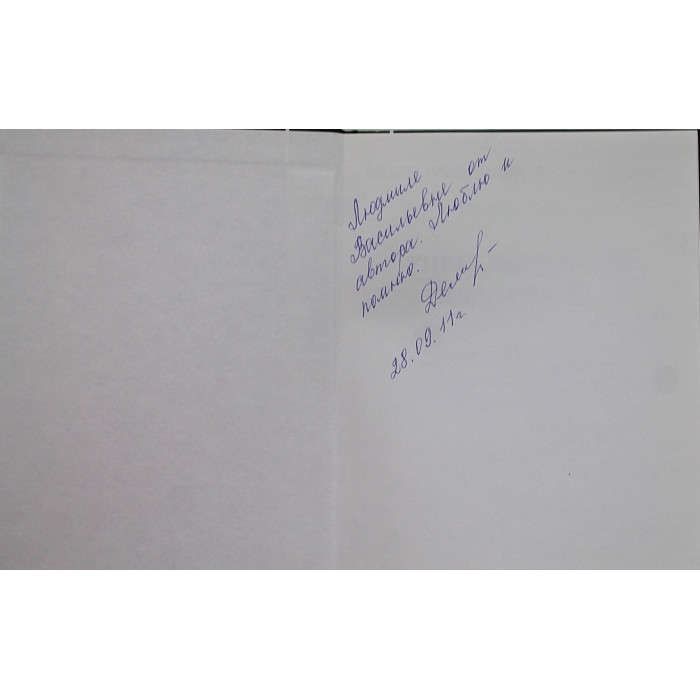 Людмиле
Васильевне от
автора. Люблю и
помню.
28.09.11г